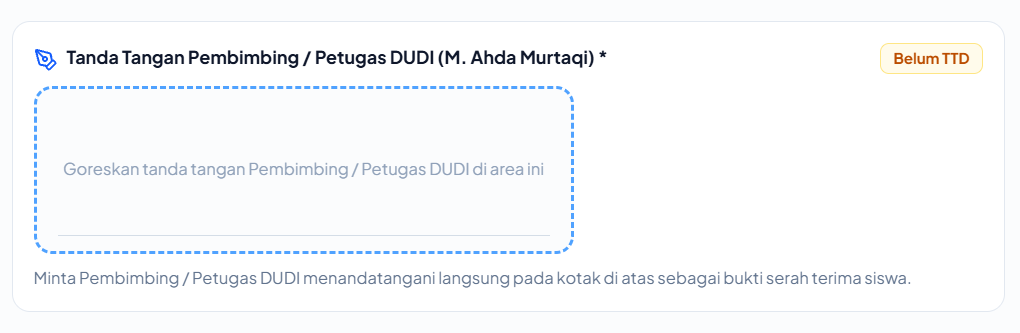 Tanda Tangan Pembimbing / Petugas DUDI (M. Ahda Murtaqi) *
Belum TTD
Goreskan tanda tangan Pembimbing / Petugas DUDI di area ini
Minta Pembimbing / Petugas DUDI menandatangani langsung pada kotak di atas sebagai bukti serah terima siswa.